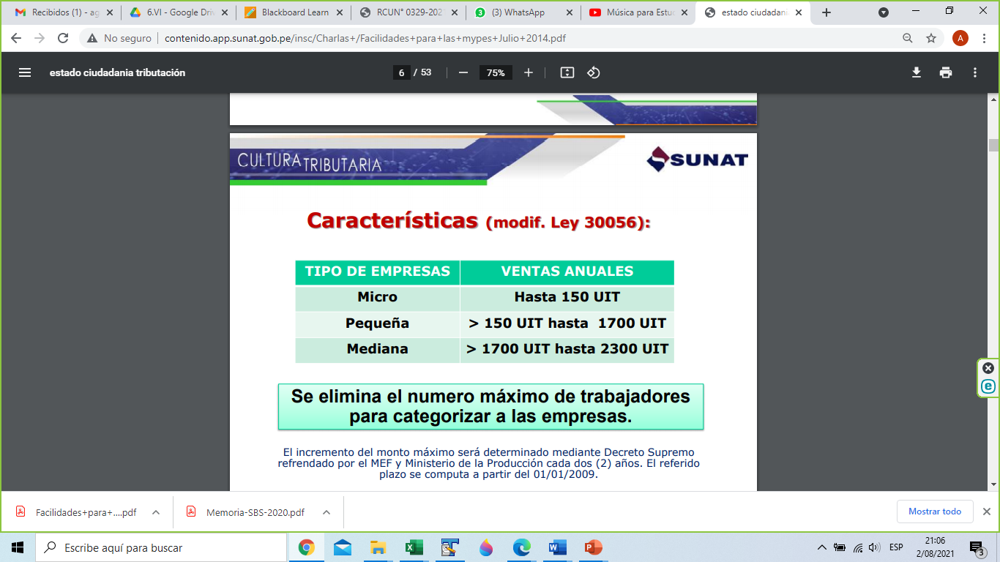 Recibidos (1) - ag
6.VI - Google Driv
Blackboard Learn
RCUN° 0329-202
3
(3) WhatsApp
Música para Estud
estado ciudadani
No seguro
contenido.app.sunat.gob.pe/insc/Charlas+/Facilidades+para+las+mypes+Julio+2014.pdf
A
estado ciudadania tributación
6 / 53
75%
CULTURA TRIBUTARIA
SUNAT
Características (modif. Ley 30056):
TIPO DE EMPRESAS VENTAS ANUALES
Micro Hasta 150 UIT
Pequeña > 150 UIT hasta 1700 UIT
Mediana > 1700 UIT hasta 2300 UIT
Se elimina el numero máximo de trabajadores
para categorizar a las empresas.
El incremento del monto máximo será determinado mediante Decreto Supremo
refrendado por el MEF y Ministerio de la Producción cada dos (2) años. El referido
plazo se computa a partir del 01/01/2009.
Facilidades+para+....pdf
Memoria-SBS-2020.pdf
Mostrar todo
Escribe aquí para buscar
ESP
21:06
2/08/2021
3